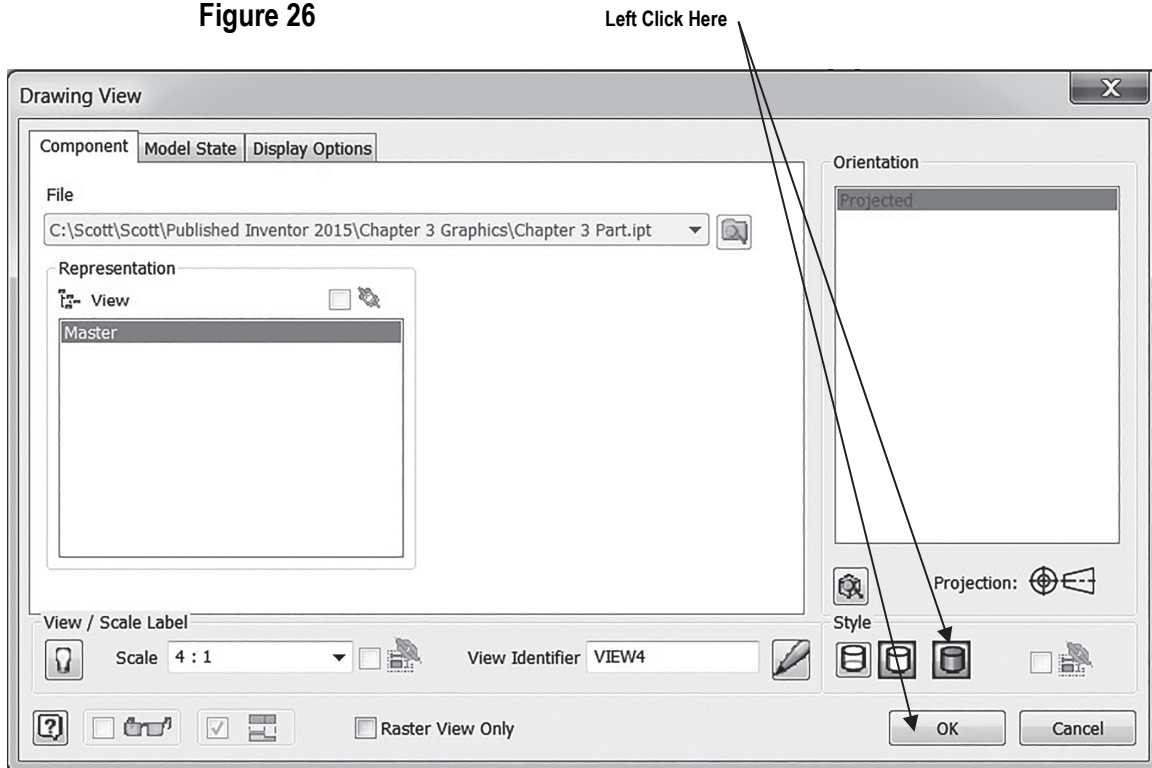 Figure 26
Left Click Here
Drawing View
X
Component Model State Display Options
Orientation
File
Projected
C:\Scott\Scott\Published Inventor 2015\Chapter 3 Graphics\Chapter 3 Part.ipt
Representation
View
Master
Projection:
View / Scale Label
Style
Scale 4 : 1
View Identifier VIEW4
?
Raster View Only
OK
Cancel